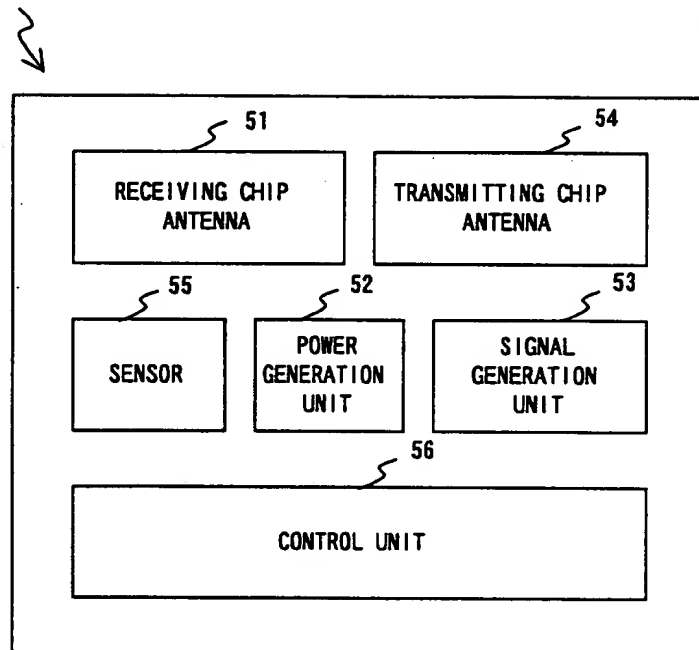 51
54
RECEIVING CHIP
ANTENNA
TRANSMITTING CHIP
ANTENNA
55
52
53
SENSOR
POWER
GENERATION
UNIT
SIGNAL
GENERATION
UNIT
56
CONTROL UNIT